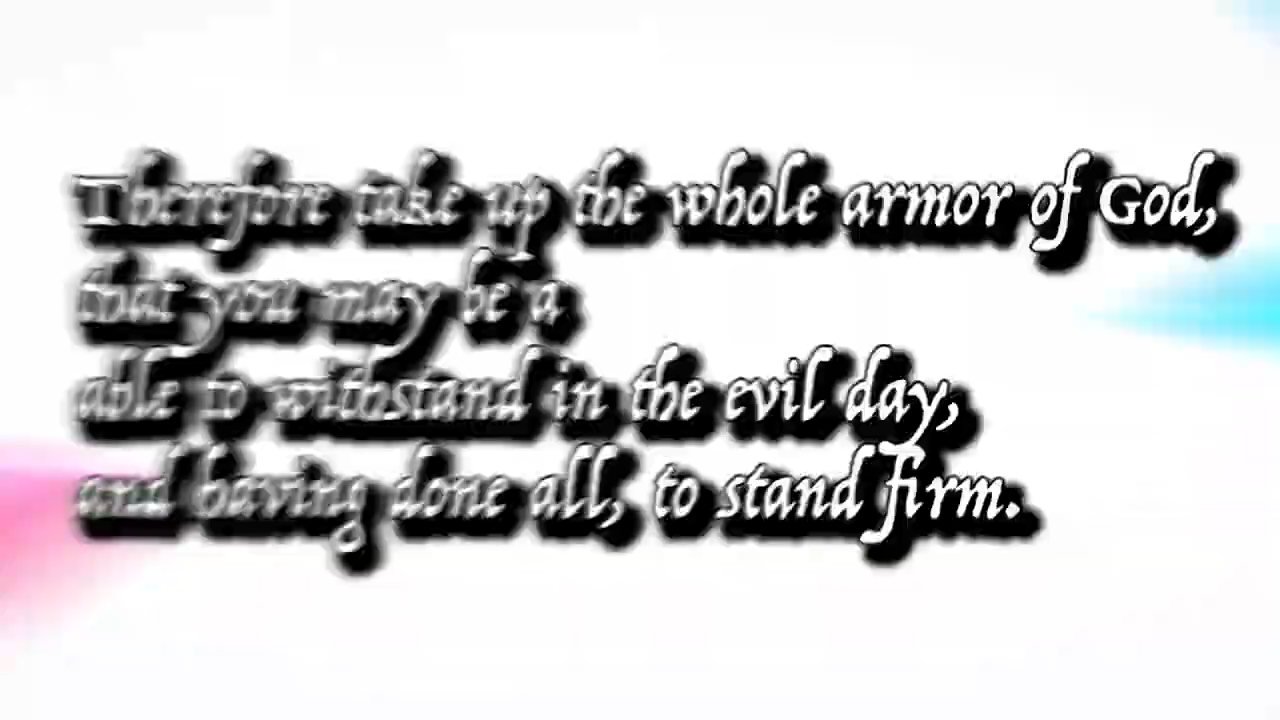 Therefore take up the whole armor of God,
that you may be a
able to withstand in the evil day,
and having done all, to stand firm.